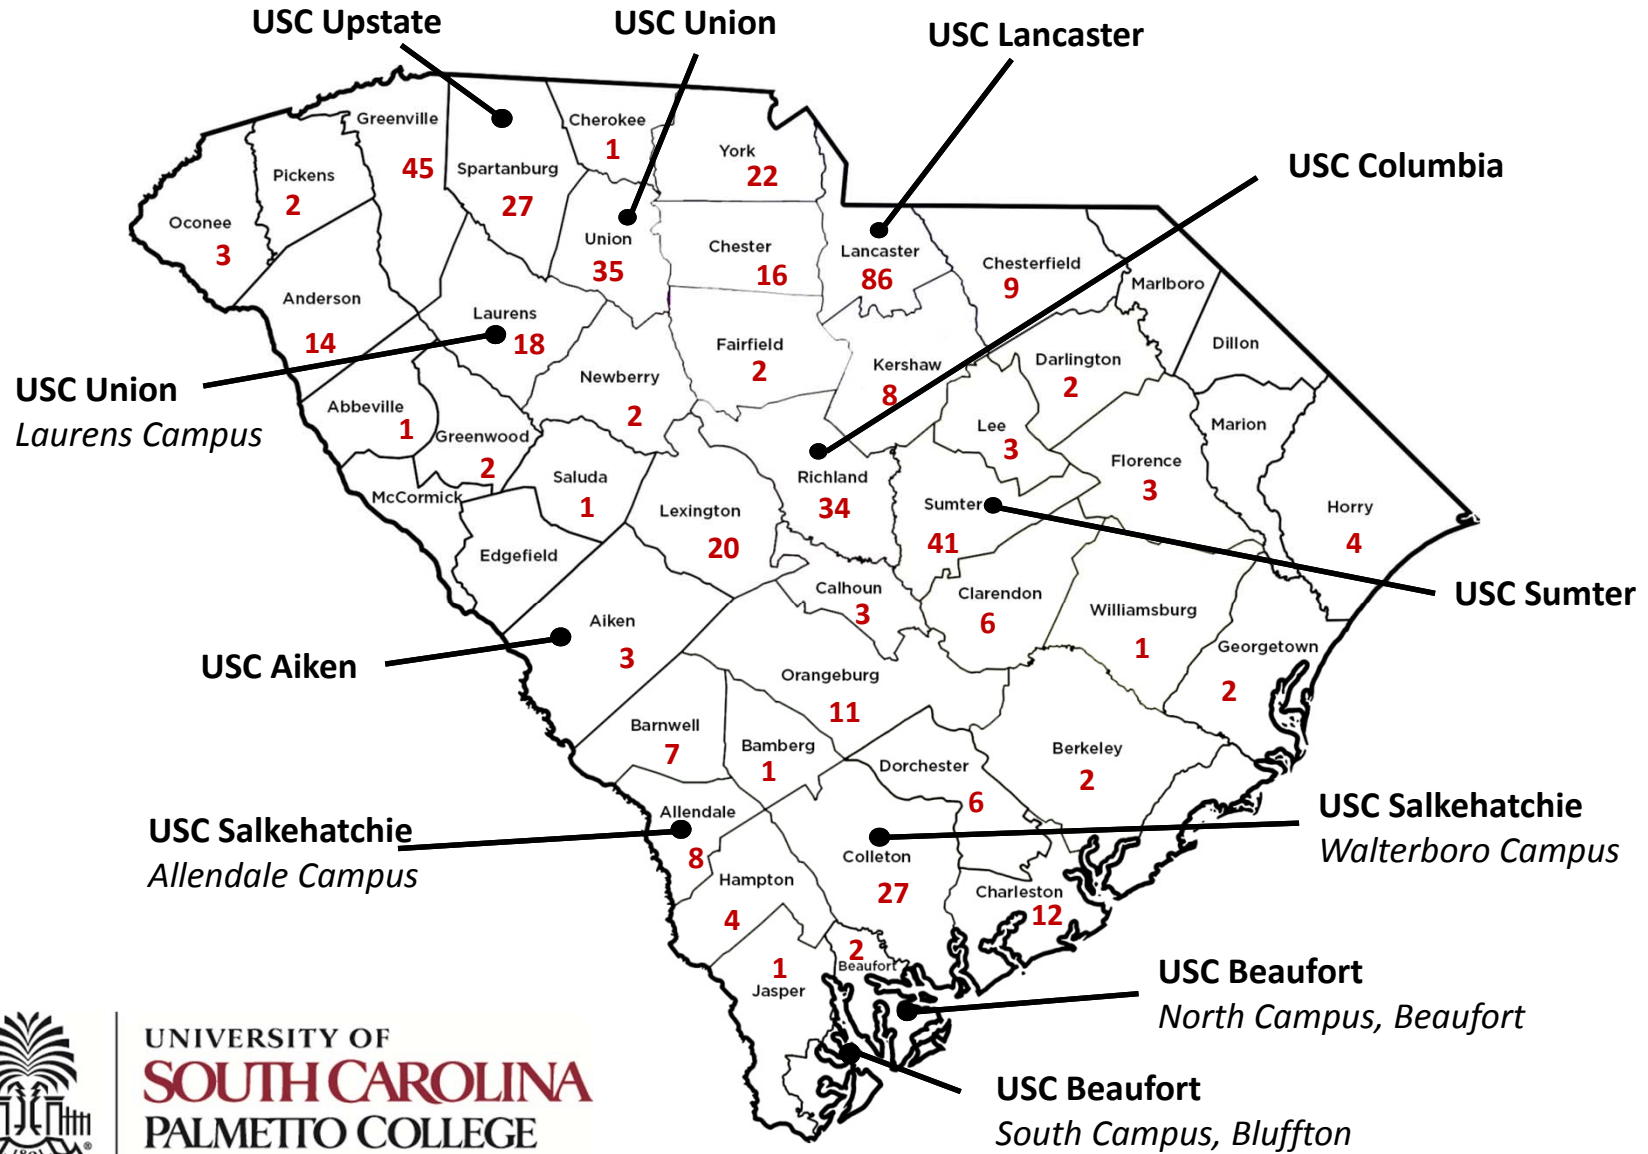 USC Upstate
USC Union
USC Lancaster
USC Columbia
Greenville
45
Spartanburg
27
Cherokee
1
York
22
Pickens
2
Oconee
3
Union
35
Chester
16
Lancaster
86
Chesterfield
9
Marlboro
Anderson
14
Laurens
18
Fairfield
2
Kershaw
8
Darlington
2
Dillon
USC Union
Laurens Campus
Newberry
2
Abbeville
1
Greenwood
2
Lee
3
Marion
Saluda
1
Richland
34
Florence
3
McCormick
Lexington
20
Sumter
41
Horry
4
Edgefield
Calhoun
3
Clarendon
6
Williamsburg
1
USC Sumter
Aiken
3
USC Aiken
Georgetown
2
Orangeburg
11
Barnwell
7
Bamberg
1
Dorchester
6
Berkeley
2
Allendale
8
USC Salkehatchie
Allendale Campus
USC Salkehatchie
Walterboro Campus
Colleton
27
Hampton
4
Charleston
12
2
Beaufort
1
Jasper
USC Beaufort
North Campus, Beaufort
USC Beaufort
South Campus, Bluffton
UNIVERSITY OF
SOUTH CAROLINA
PALMETTO COLLEGE
1801
®